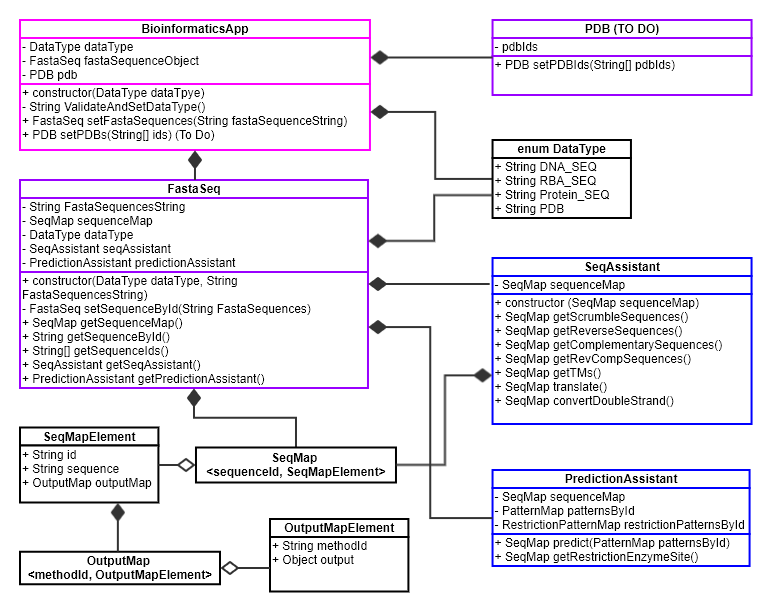 BioinformaticsApp
- DataType dataType
- FastaSeq fastaSequenceObject
- PDB pdb
+ constructor(DataType dataTpye)
- String ValidateAndSetDataType()
+ FastaSeq setFastaSequences(String fastaSequenceString)
+ PDB setPDBs(String[] ids) (To Do)
PDB (TO DO)
- pdbIds
+ PDB setPDBIds(String[] pdbIds)
enum DataType
+ String DNA_SEQ
+ String RBA_SEQ
+ String Protein_SEQ
+ String PDB
FastaSeq
- String FastaSequencesString
- SeqMap sequenceMap
- DataType dataType
- SeqAssistant seqAssistant
- PredictionAssistant predictionAssistant
+ constructor(DataType dataType, String
FastaSequencesString)
- FastaSeq setSequenceById(String FastaSequences)
+ SeqMap getSequenceMap()
+ String getSequenceById()
+ String[] getSequenceIds()
+ SeqAssistant getSeqAssistant()
+ PredictionAssistant getPredictionAssistant()
SeqAssistant
- SeqMap sequenceMap
+ constructor (SeqMap sequenceMap)
+ SeqMap getScrumbleSequences()
+ SeqMap getReverseSequences()
+ SeqMap getComplementarySequences()
+ SeqMap getRevCompSequences()
+ SeqMap getTMs()
+ SeqMap translate()
+ SeqMap convertDoubleStrand()
SeqMapElement
+ String id
+ String sequence
+ OutputMap outputMap
SeqMap
<sequenceId, SeqMapElement>
PredictionAssistant
- SeqMap sequenceMap
- PatternMap patternsById
- RestrictionPatternMap restrictionPatternsById
+ SeqMap predict(PatternMap patternsById)
+ SeqMap getRestrictionEnzymeSite()
OutputMap
<methodId, OutputMapElement>
OutputMapElement
+ String methodId
+ Object output